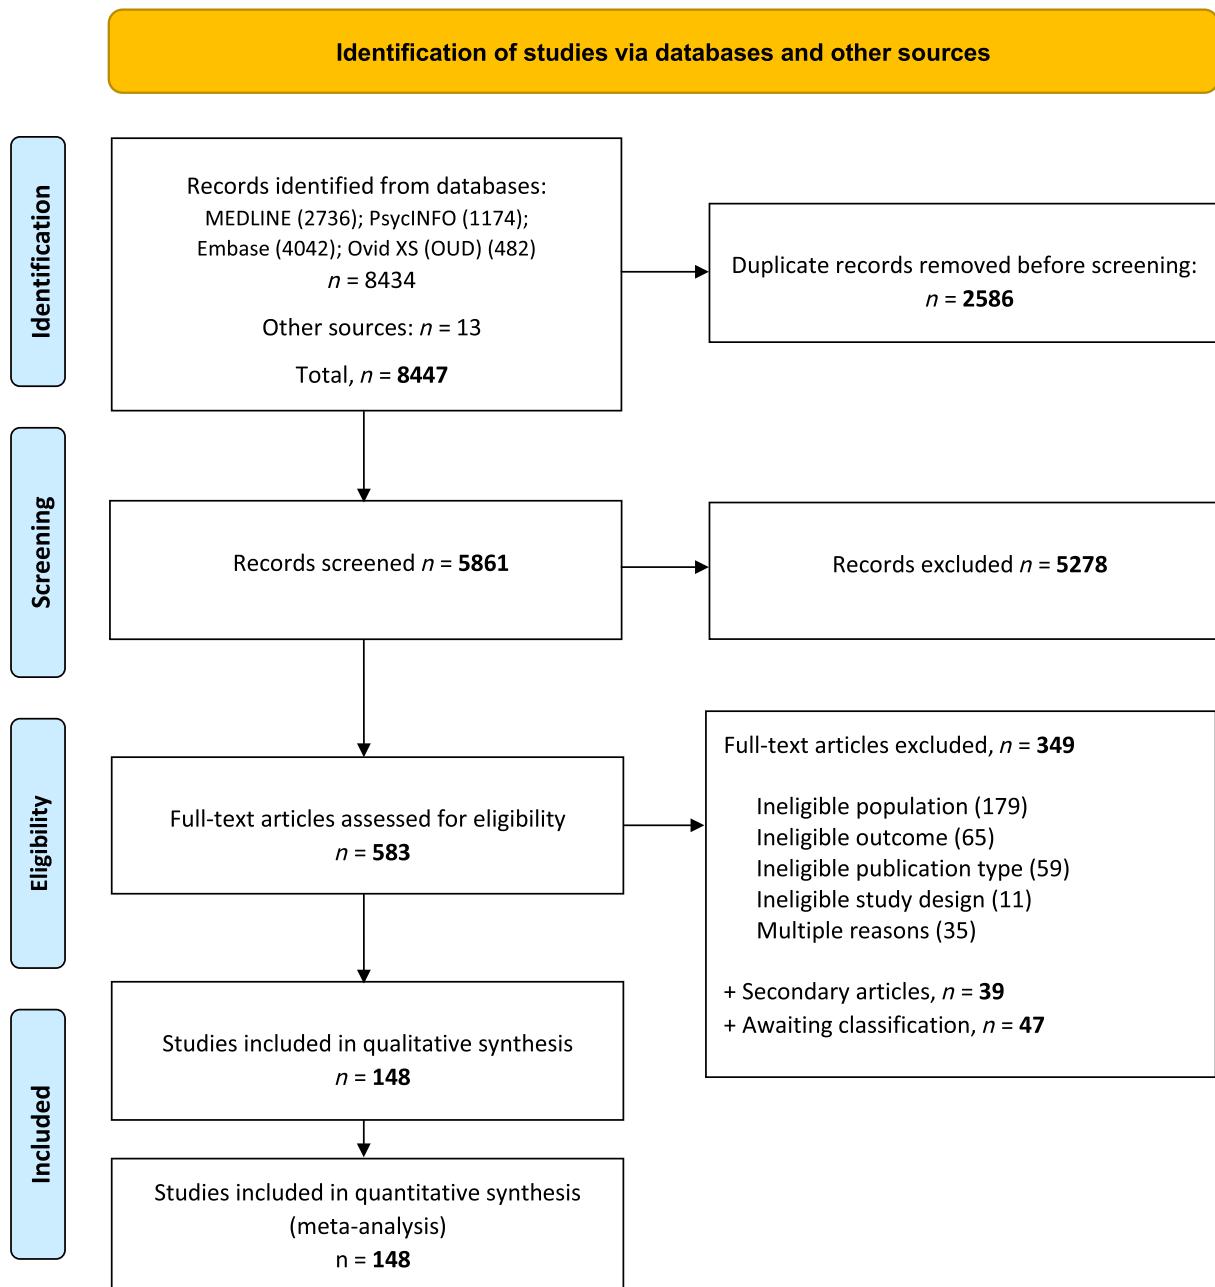 Identification of studies via databases and other sources
Identification
Records identified from databases:
MEDLINE (2736); PsycINFO (1174);
Embase (4042); Ovid XS (OUD) (482)
n = 8434
Other sources: n = 13
Total, n = 8447
Duplicate records removed before screening:
n = 2586
Screening
Records screened n = 5861
Records excluded n = 5278
Eligibility
Full-text articles assessed for eligibility
n = 583
Full-text articles excluded, n = 349
Ineligible population (179)
Ineligible outcome (65)
Ineligible publication type (59)
Ineligible study design (11)
Multiple reasons (35)
+ Secondary articles, n = 39
+ Awaiting classification, n = 47
Included
Studies included in qualitative synthesis
n = 148
Studies included in quantitative synthesis
(meta-analysis)
n = 148